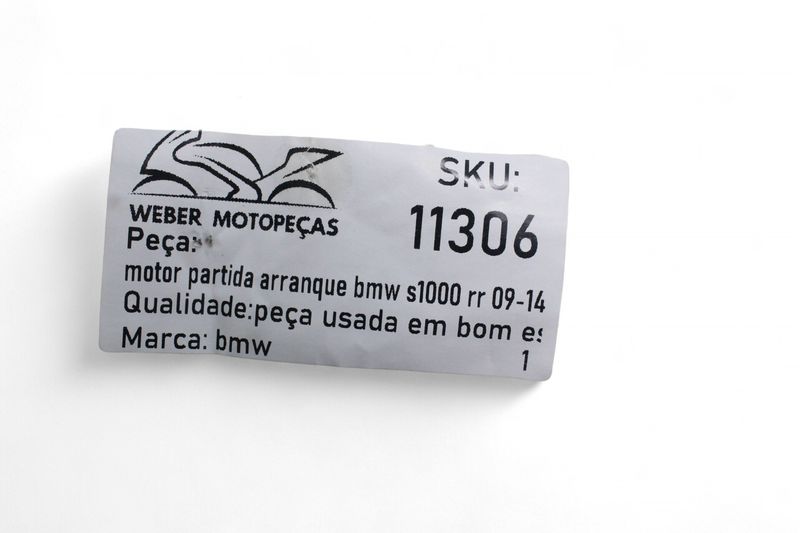 WEBER MOTOPEÇAS
SKU:
11306
Peça:
motor partida arranque bmw s1000 rr 09-14
Qualidade:peça usada em bom
Marca: bmw
1